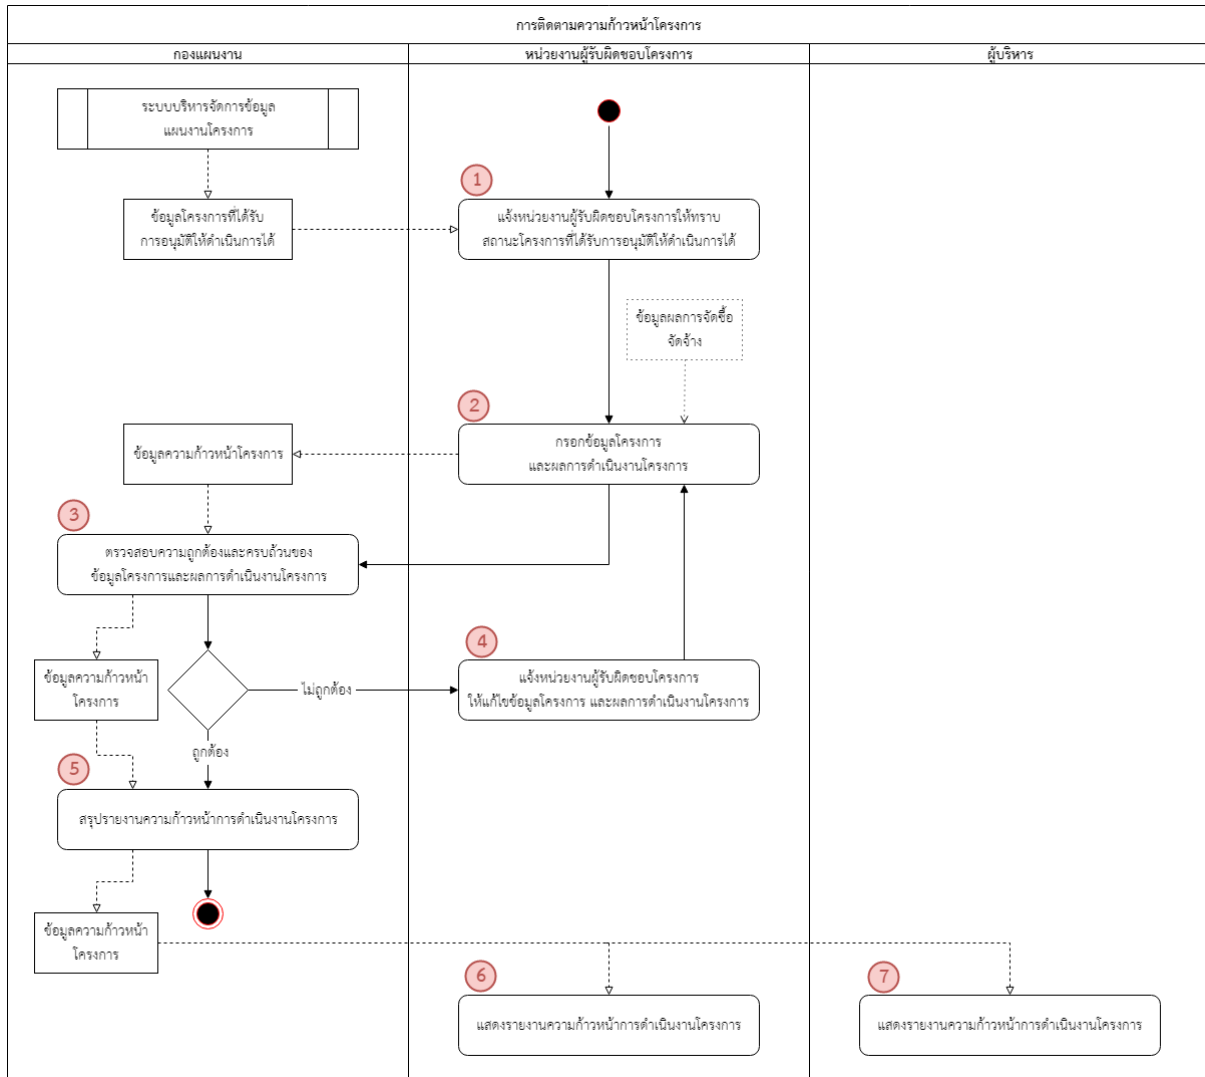 การติดตามความก้าวหน้าโครงการ
กองแผนงาน
หน่วยงานผู้รับผิดชอบโครงการ
ผู้บริหาร
ระบบบริหารจัดการข้อมูล
แผนงานโครงการ
1
ข้อมูลโครงการที่ได้รับ
การอนุมัติให้ดำเนินการได้
แจ้งหน่วยงานผู้รับผิดชอบโครงการให้ทราบ
สถานะโครงการที่ได้รับการอนุมัติให้ดำเนินการได้
ข้อมูลผลการจัดซื้อ
จัดจ้าง
2
ข้อมูลความก้าวหน้าโครงการ
กรอกข้อมูลโครงการ
และผลการดำเนินงานโครงการ
3
ตรวจสอบความถูกต้องและครบถ้วนของ
ข้อมูลโครงการและผลการดำเนินงานโครงการ
4
ข้อมูลความก้าวหน้า
โครงการ
ไม่ถูกต้อง
แจ้งหน่วยงานผู้รับผิดชอบโครงการ
ให้แก้ไขข้อมูลโครงการ และผลการดำเนินงานโครงการ
ถูกต้อง
5
สรุปรายงานความก้าวหน้าการดำเนินงานโครงการ
ข้อมูลความก้าวหน้า
โครงการ
6
7
แสดงรายงานความก้าวหน้าการดำเนินงานโครงการ
แสดงรายงานความก้าวหน้าการดำเนินงานโครงการ